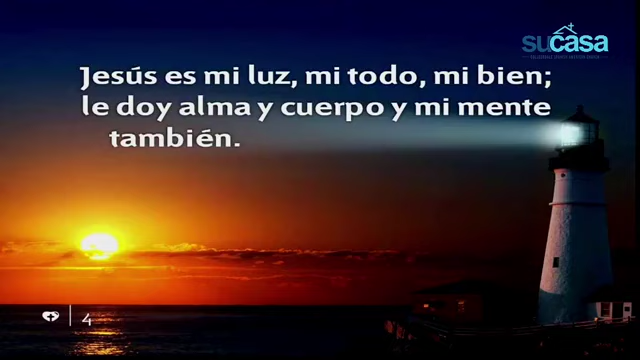 sucasa
Jesús es mi luz, mi todo, mi bien;
le doy alma y cuerpo y mi mente
también.
4